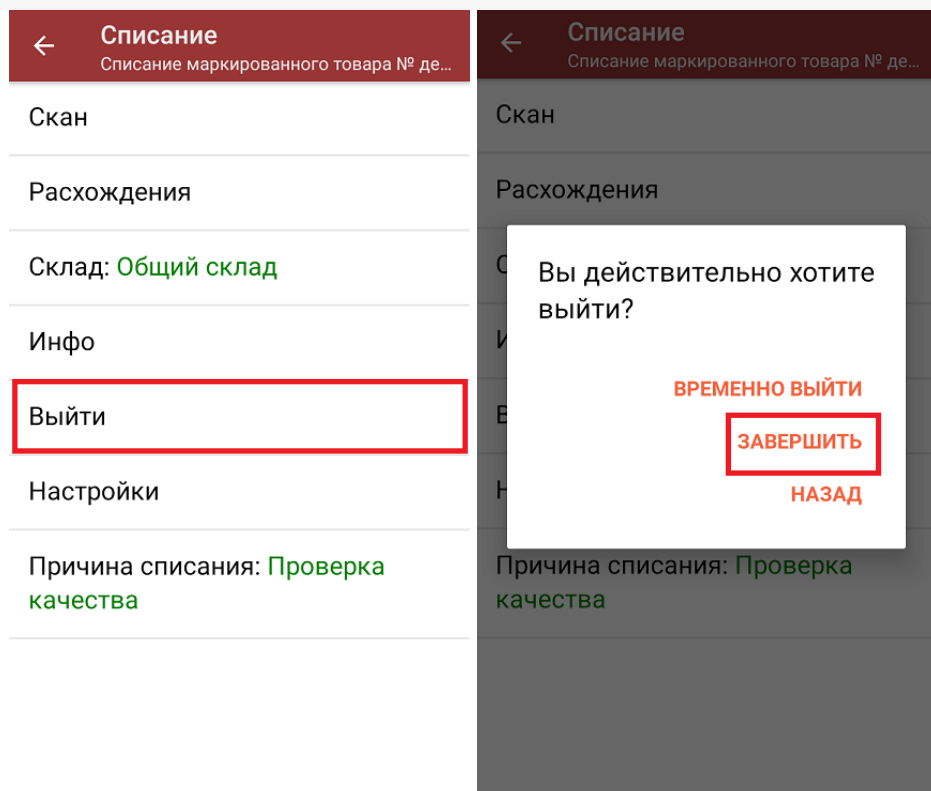 Списание
Списание маркированного товара № де...
Скан
Расхождения
Склад: Общий склад
Инфо
Выйти
Настройки
Причина списания: Проверка
качества
Списание
Списание маркированного товара № де...
Скан
Расхождения
Вы действительно хотите
выйти?
ВРЕМЕННО ВЫЙТИ
ЗАВЕРШИТЬ
НАЗАД
Причина списания: Проверка
качества